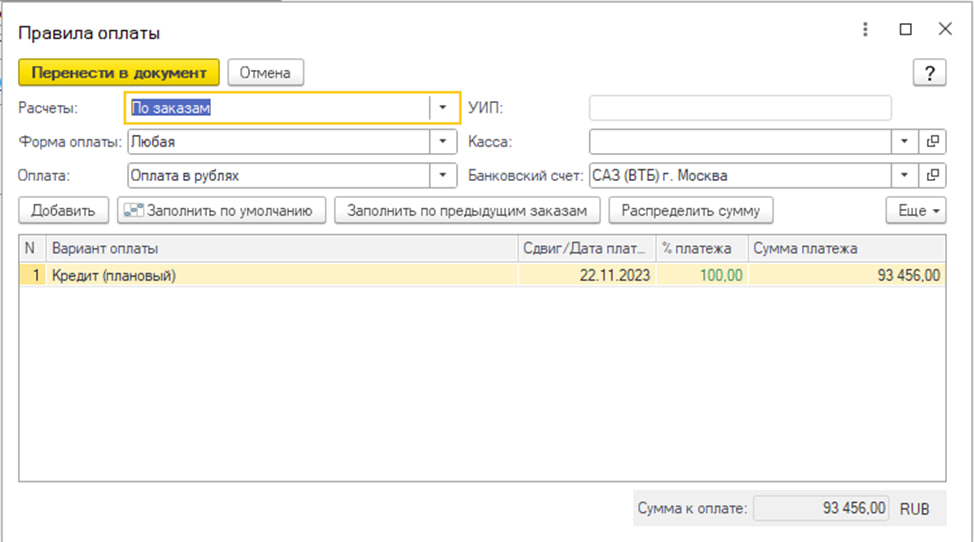 Правила оплаты
Перенести в документ Отмена ?
Расчеты: По заказам УИП:
Форма оплаты: Любая Касса:
Оплата: Оплата в рублях Банковский счет: САЗ (ВТБ) г. Москва
Добавить Заполнить по умолчанию Заполнить по предыдущим заказам Распределить сумму Еще
N Вариант оплаты Сдвиг/Дата плат... % платежа Сумма платежа
1 Кредит (плановый) 22.11.2023 100,00 93 456,00
Сумма к оплате: 93 456,00 RUB